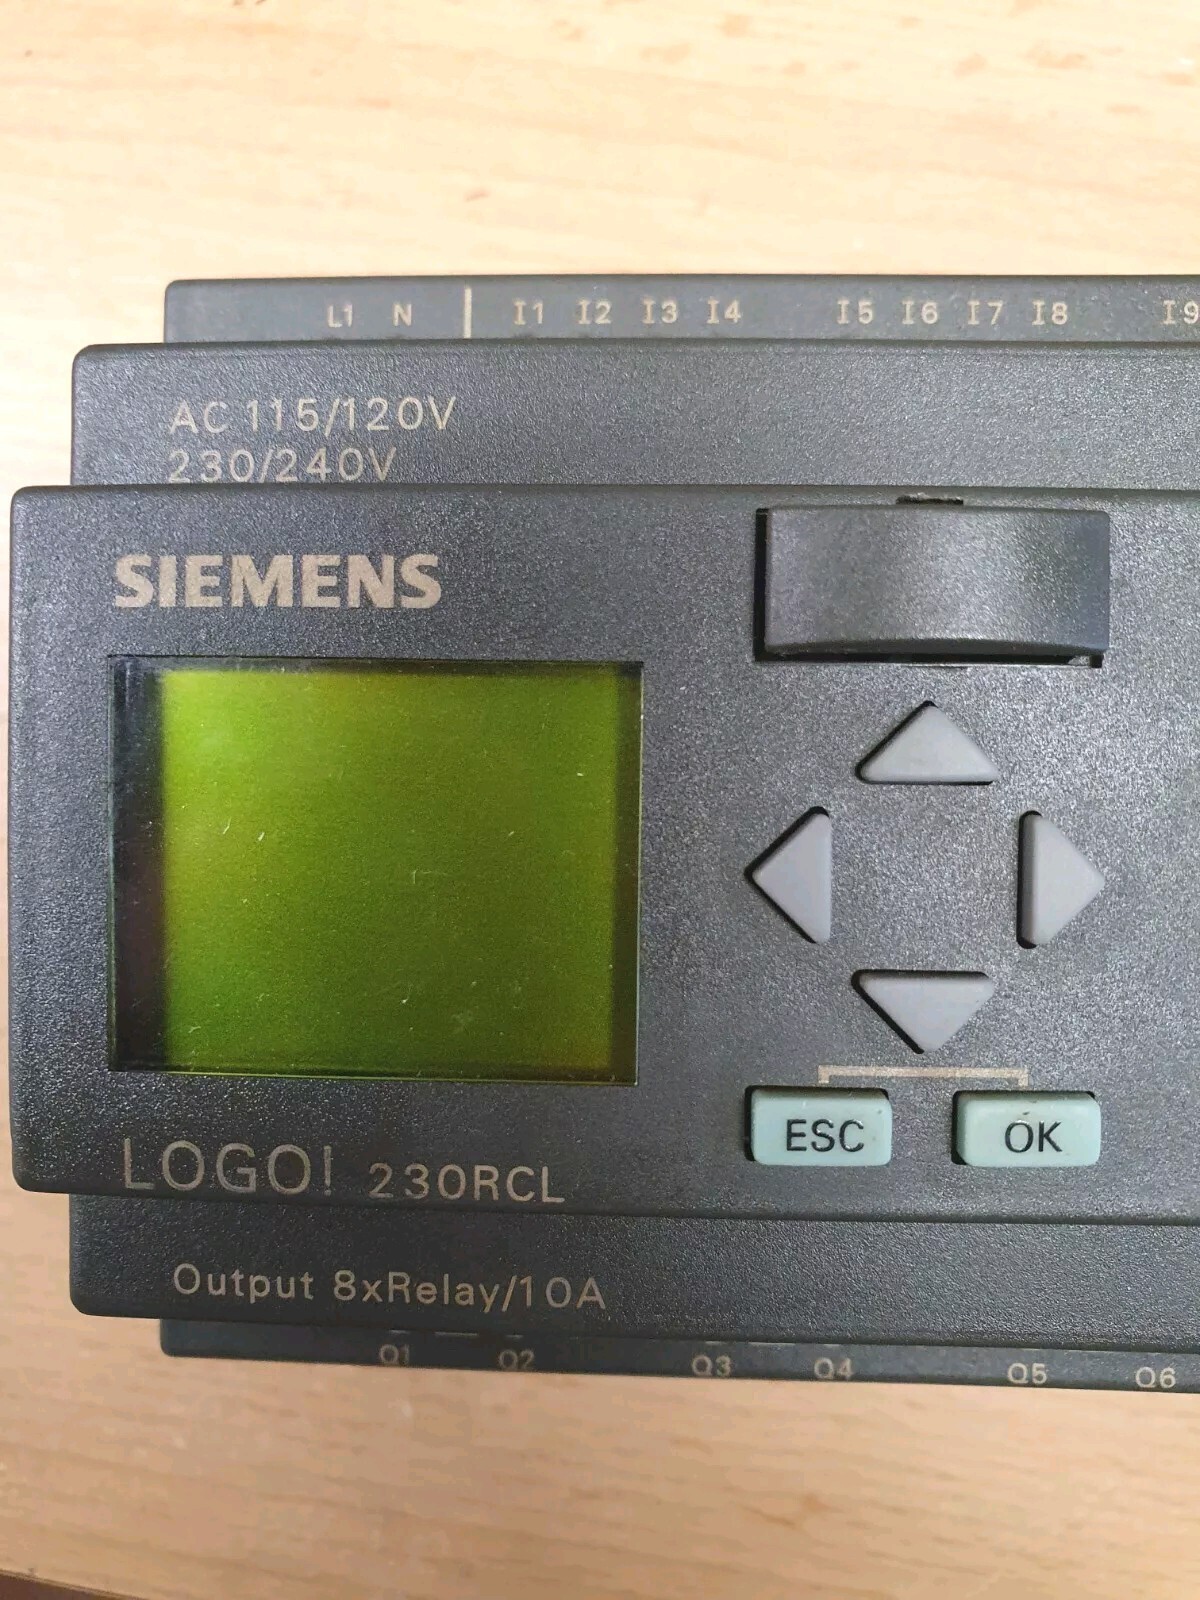 L1 N I1 I2 I3 I4 I5 I6 I7 I8 I9
AC 115/120V
230/240V
SIEMENS
ESC OK
LOGO! 230RCL
Output 8xRelay/10A
Q1 Q2 Q3 Q4 Q5 Q6